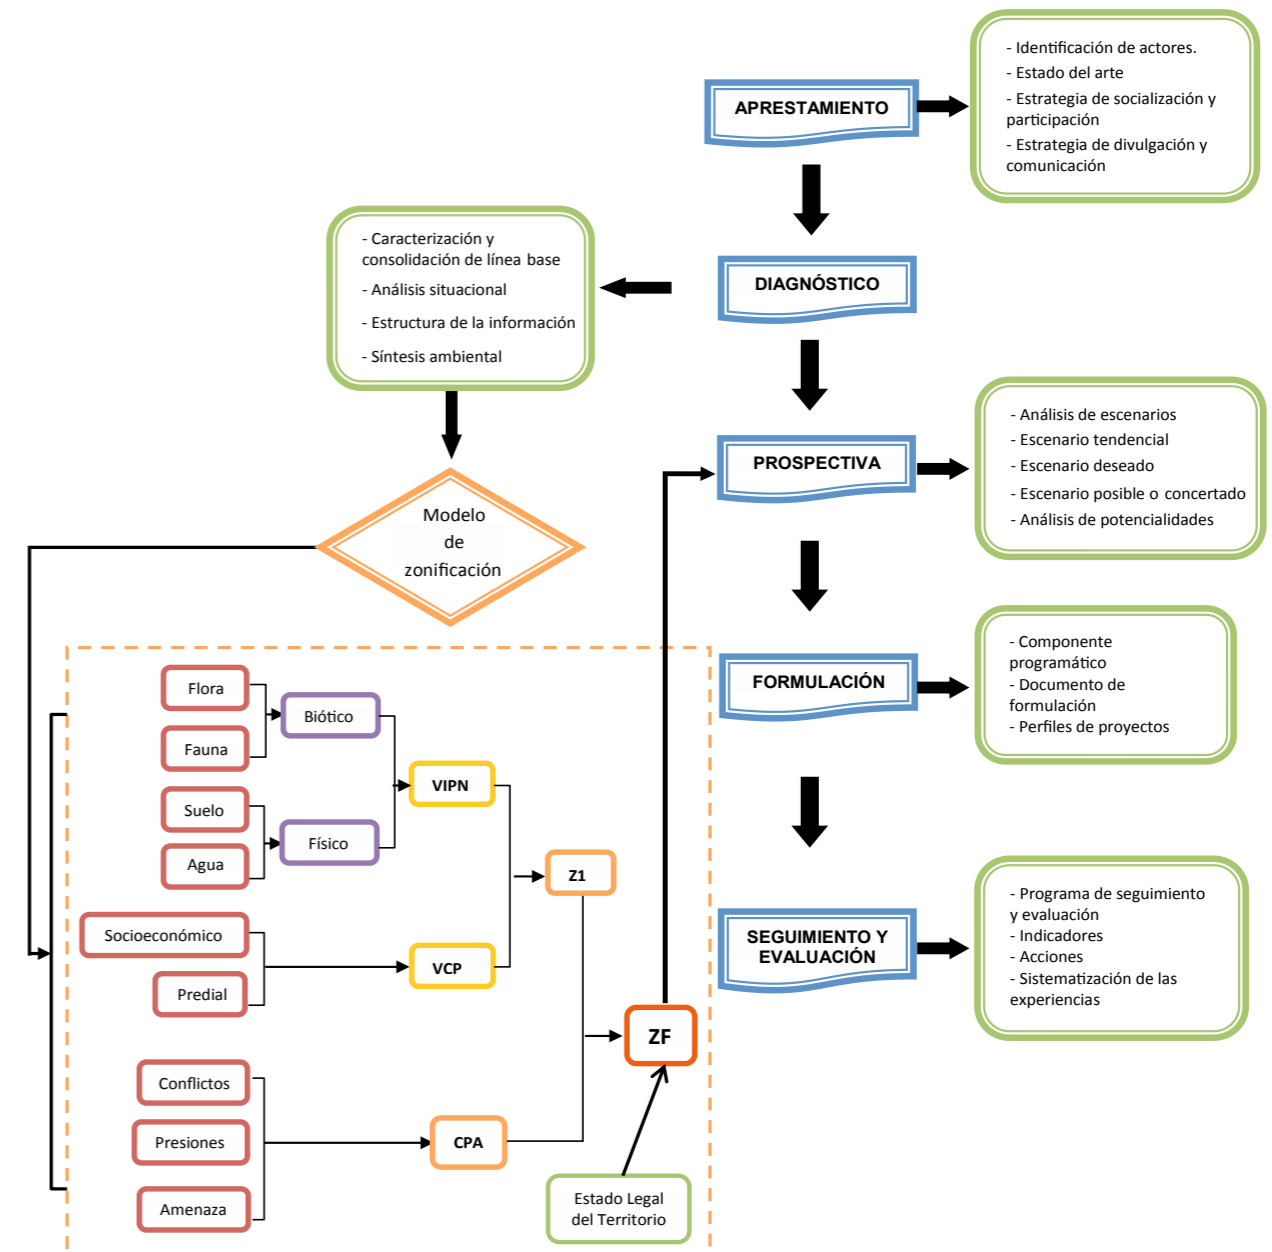 APRESTAMIENTO
- Identificación de actores.
- Estado del arte
- Estrategia de socialización y
participación
- Estrategia de divulgación y
comunicación
DIAGNÓSTICO
- Caracterización y
consolidación de línea base
- Análisis situacional
- Estructura de la información
- Síntesis ambiental
Modelo
de
zonificación
PROSPECTIVA
- Análisis de escenarios
- Escenario tendencial
- Escenario deseado
- Escenario posible o concertado
- Análisis de potencialidades
FORMULACIÓN
- Componente
programático
- Documento de
formulación
- Perfiles de proyectos
SEGUIMIENTO Y
EVALUACIÓN
- Programa de seguimiento
y evaluación
- Indicadores
- Acciones
- Sistematización de las
experiencias
Flora
Fauna
Biótico
Suelo
Agua
Físico
VIPN
Socioeconómico
Predial
VCP
Z1
Conflictos
Presiones
Amenaza
CPA
ZF
Estado Legal
del Territorio